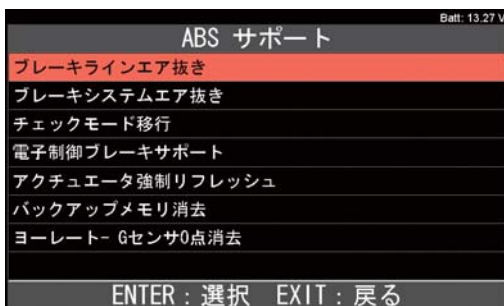 Batt: 13.27 V
ABS サポート
ブレーキラインエア抜き
ブレーキシステムエア抜き
チェックモード移行
電子制御ブレーキサポート
アクチュエータ強制リフレッシュ
バックアップメモリ消去
ヨーレート- Gセンサ0点消去
ENTER：選択 EXIT：戻る